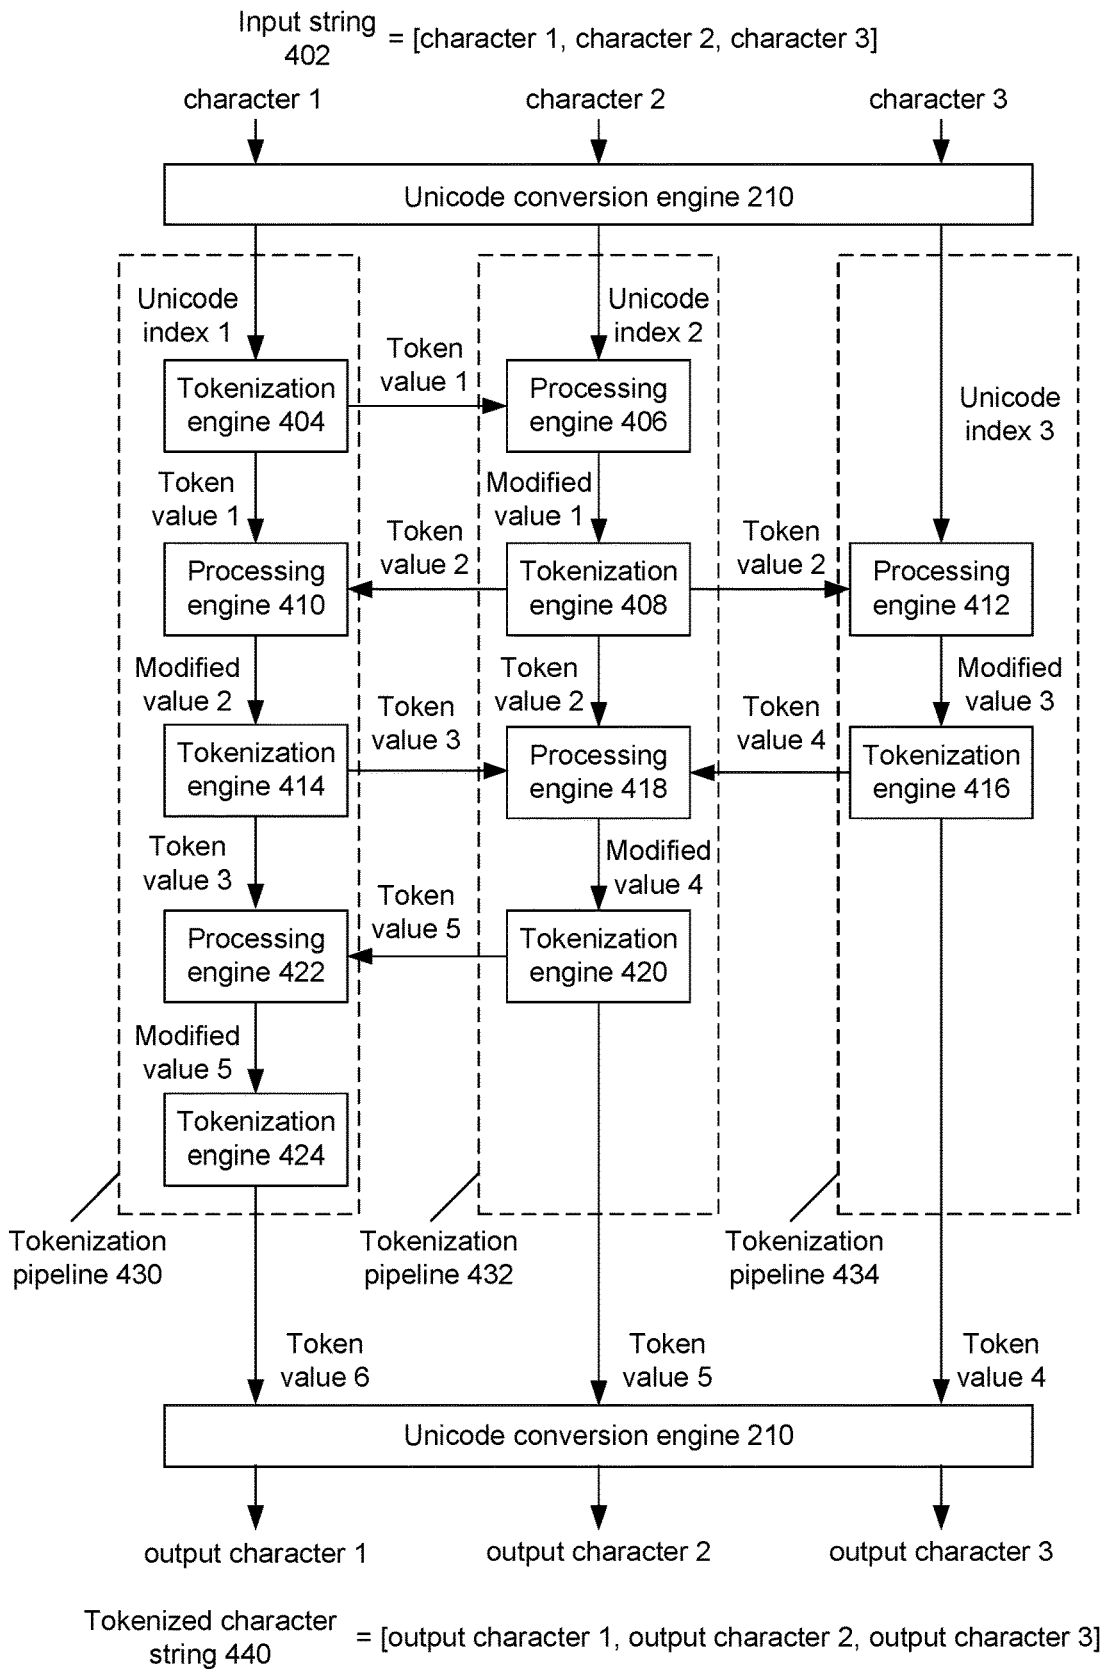 Input string
402
= [character 1, character 2, character 3]
character 1
character 2
character 3
Unicode conversion engine 210
Unicode
index 1
Unicode
index 2
Token
value 1
Tokenization
engine 404
Processing
engine 406
Unicode
index 3
Token
value 1
Modified
value 1
Token
value 2
Token
value 2
Processing
engine 410
Tokenization
engine 408
Processing
engine 412
Modified
value 2
Token
value 2
Modified
value 3
Token
value 3
Token
value 4
Tokenization
engine 414
Processing
engine 418
Tokenization
engine 416
Token
value 3
Modified
value 4
Token
value 5
Processing
engine 422
Tokenization
engine 420
Modified
value 5
Tokenization
engine 424
Tokenization
pipeline 430
Tokenization
pipeline 432
Tokenization
pipeline 434
Token
value 6
Token
value 5
Token
value 4
Unicode conversion engine 210
output character 1
output character 2
output character 3
Tokenized character
string 440
= [output character 1, output character 2, output character 3]